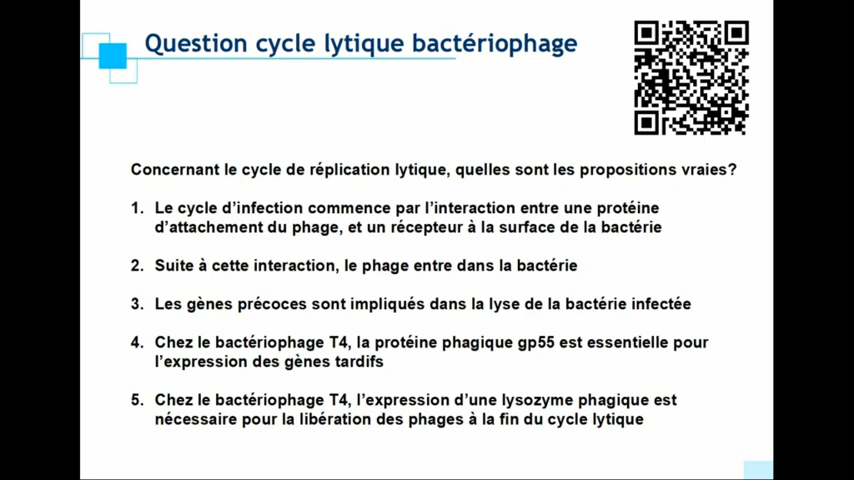 Question cycle lytique bactériophage
Concernant le cycle de réplication lytique, quelles sont les propositions vraies?
1. Le cycle d'infection commence par l'interaction entre une protéine
d'attachement du phage, et un récepteur à la surface de la bactérie
2. Suite à cette interaction, le phage entre dans la bactérie
3. Les gènes précoces sont impliqués dans la lyse de la bactérie infectée
4. Chez le bactériophage T4, la protéine phagique gp55 est essentielle pour
l'expression des gènes tardifs
5. Chez le bactériophage T4, l'expression d'une lysozyme phagique est
nécessaire pour la libération des phages à la fin du cycle lytique